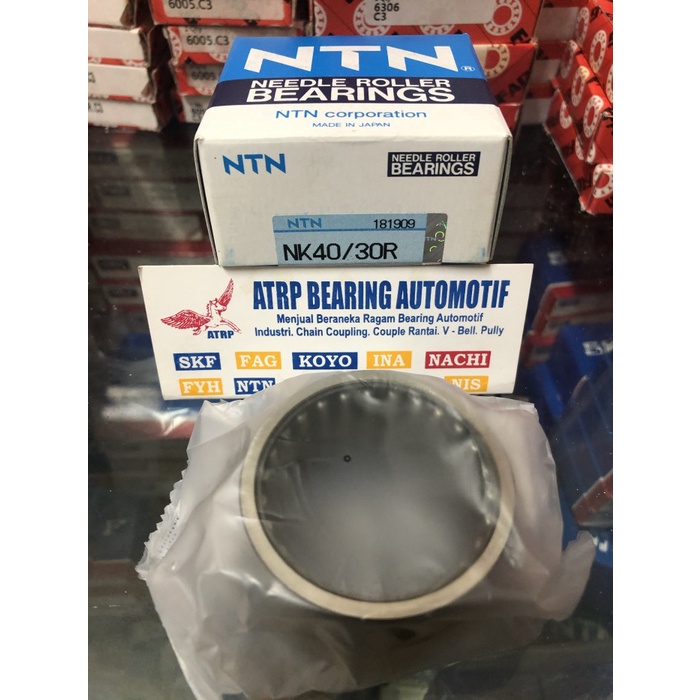 6005.C3
6306
C3
NTN®
NEEDLE ROLLER
BEARINGS
NTN corporation
MADE IN JAPAN
NTN
NEEDLE ROLLER
BEARINGS
NTN 181909
NK40/30R
ATRP
ATRP BEARING AUTOMOTIF
Menjual Beraneka Ragam Bearing Automotif
Industri. Chain Coupling. Couple Rantai. V - Bell. Pully
SKF FAG KOYO INA NACHI
FYH NTN NIS